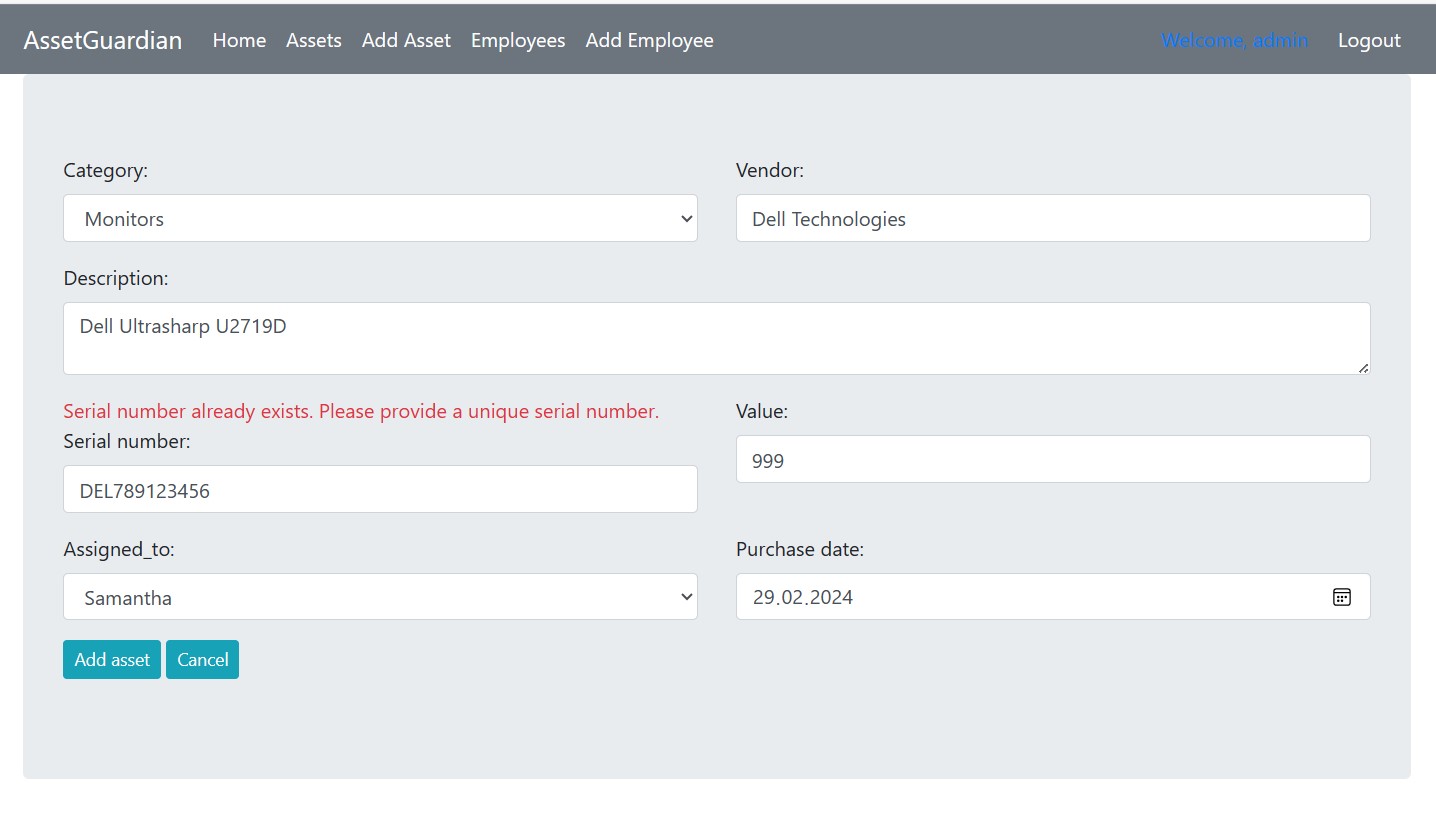 AssetGuardian Home Assets Add Asset Employees Add Employee Welcome, admin Logout
Category:
Monitors
Vendor:
Dell Technologies
Description:
Dell Ultrasharp U2719D
Serial number already exists. Please provide a unique serial number.
Serial number:
DEL789123456
Value:
999
Assigned_to:
Samantha
Purchase date:
29.02.2024
Add asset Cancel